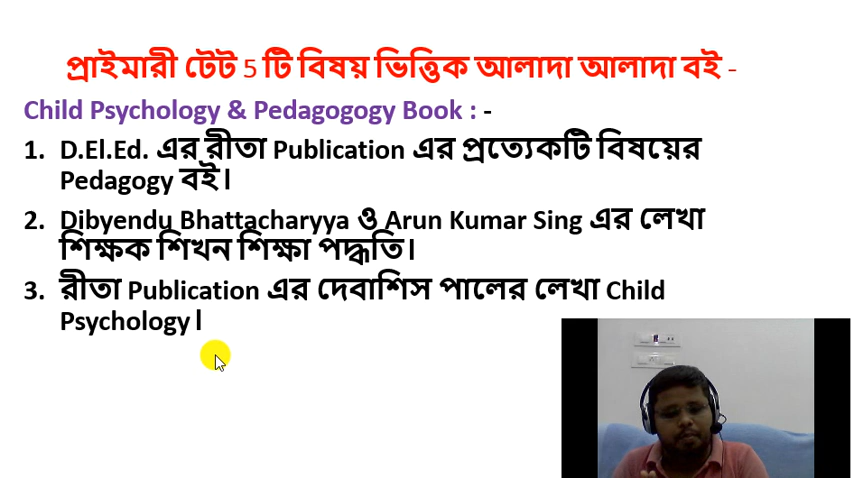 প্রাইমারী টেট 5 টি বিষয় ভিত্তিক আলাদা আলাদা বই -
Child Psychology & Pedagogogy Book : -
1. D.El.Ed. এর রীতা Publication এর প্রত্যেকটি বিষয়ের
Pedagogy বই।
2. Dibyendu Bhattacharyya ও Arun Kumar Sing এর লেখা
শিক্ষক শিখন শিক্ষা পদ্ধতি।
3. রীতা Publication এর দেবাশিস পালের লেখা Child
Psychology l